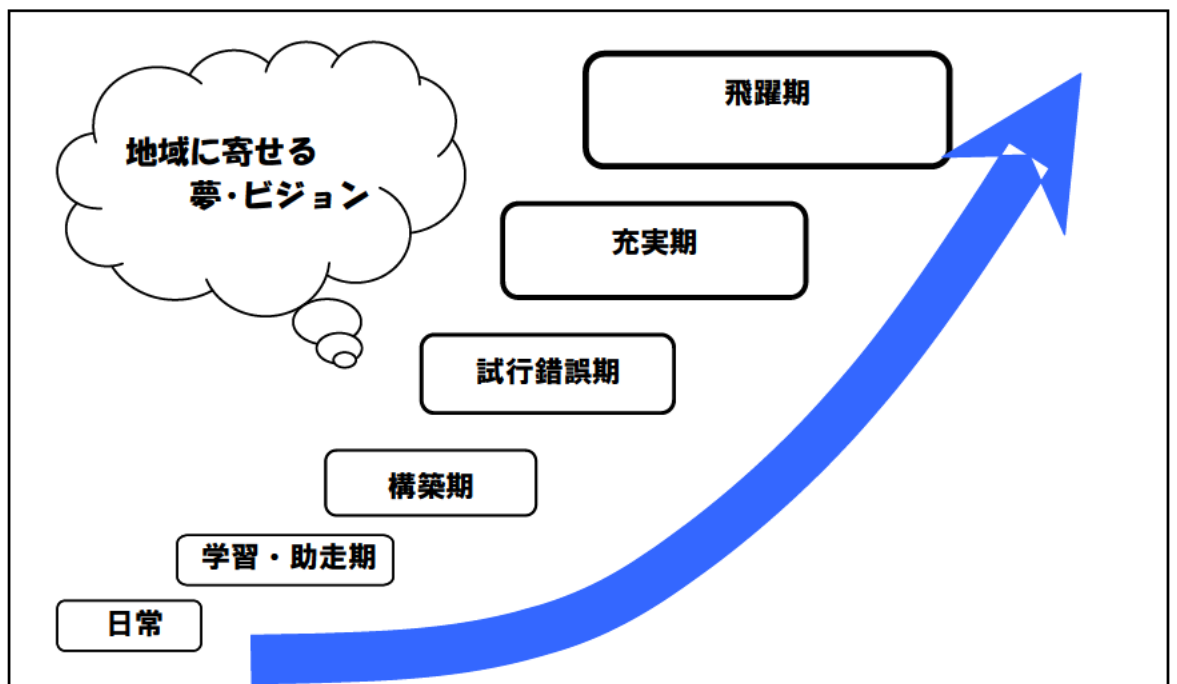 地域に寄せる
夢・ビジョン
飛躍期
充実期
試行錯誤期
構築期
学習・助走期
日常